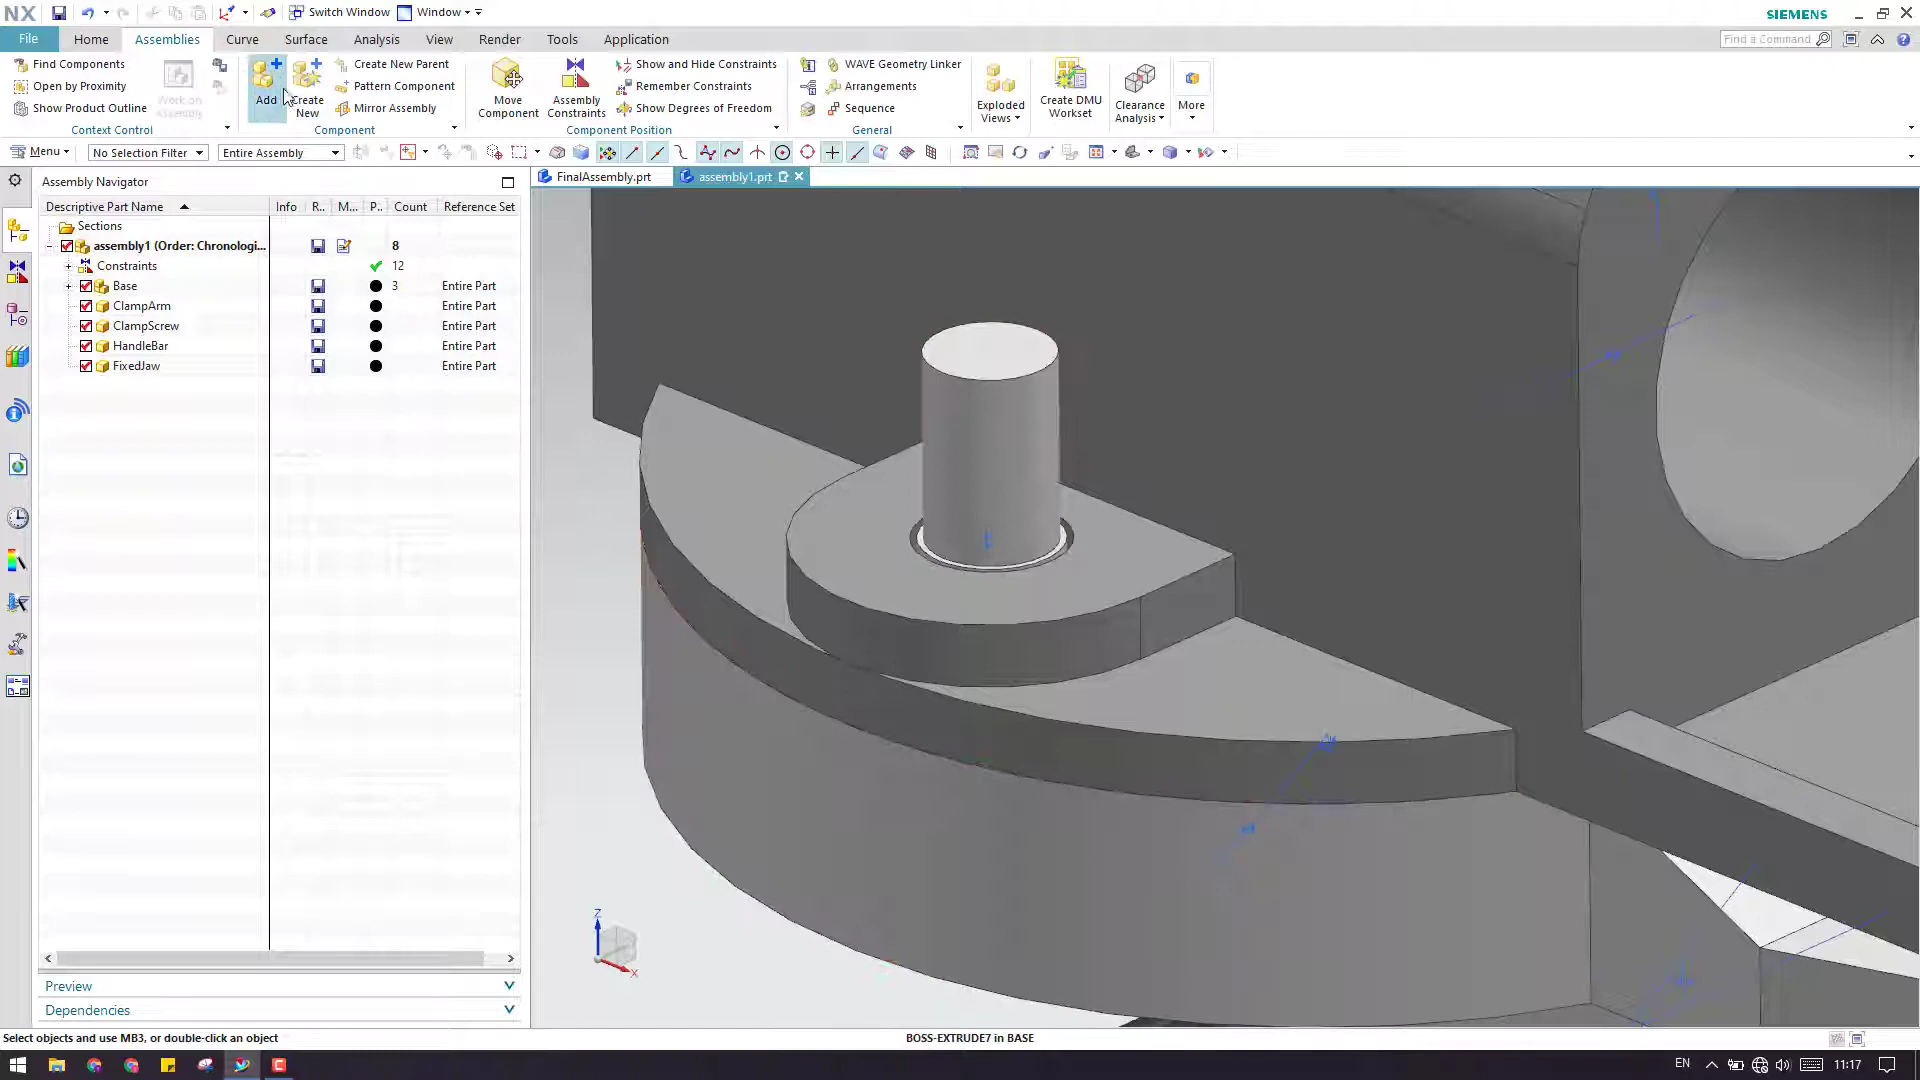 NX
Switch Window
Window
SIEMENS
File
Home
Assemblies
Curve
Surface
Analysis
View
Render
Tools
Application
Find a Command
Find Components
Open by Proximity
Show Product Outline
Work on Assembly
Context Control
Add
Create New
Create New Parent
Pattern Component
Mirror Assembly
Component
Move Component
Assembly Constraints
Show and Hide Constraints
Remember Constraints
Show Degrees of Freedom
Component Position
WAVE Geometry Linker
Arrangements
Sequence
General
Exploded Views
Create DMU Workset
Clearance Analysis
More
Menu
No Selection Filter
Entire Assembly
Assembly Navigator
FinalAssembly.prt
assembly1.prt
Descriptive Part Name Info R.. M... P.. Count Reference Set
Sections
assembly1 (Order: Chronologi... 8
Constraints 12
Base 3 Entire Part
ClampArm Entire Part
ClampScrew Entire Part
HandleBar Entire Part
FixedJaw Entire Part
Z
X
Preview
Dependencies
Select objects and use MB3, or double-click an object
BOSS-EXTRUDE7 in BASE
EN
11:17